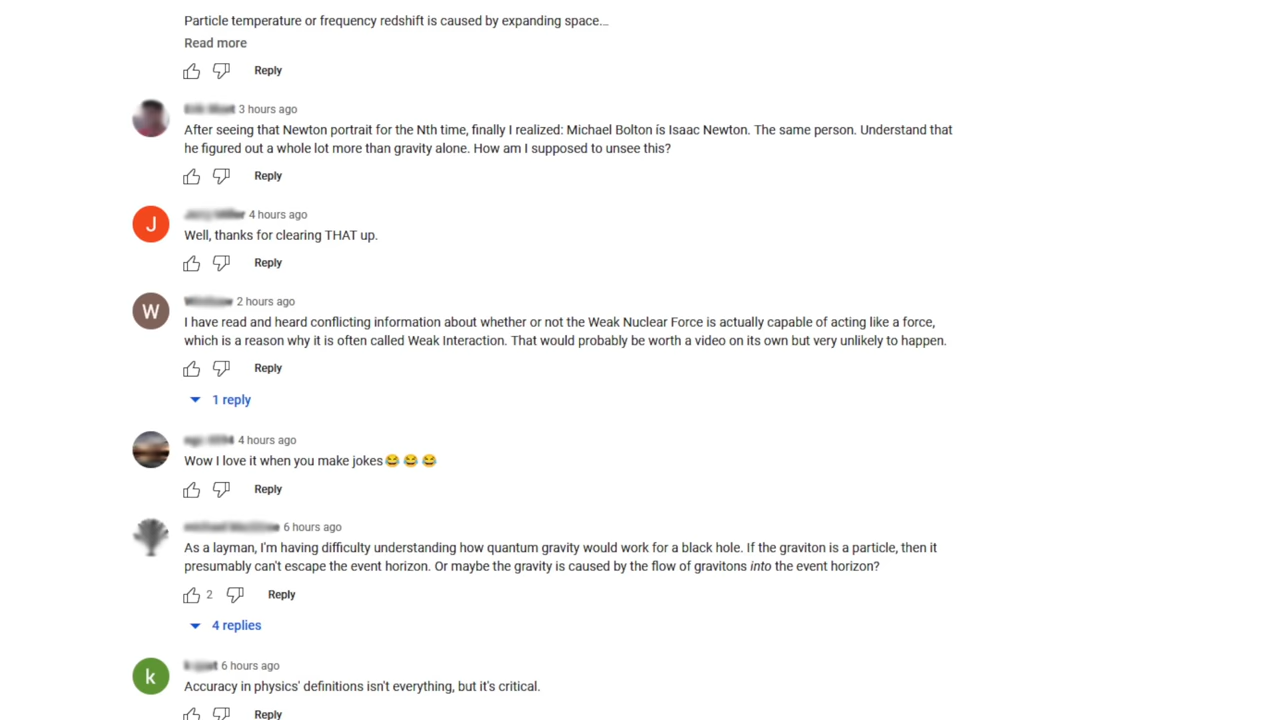 Particle temperature or frequency redshift is caused by expanding space...
Read more
Reply
3 hours ago
After seeing that Newton portrait for the Nth time, finally I realized: Michael Bolton ís Isaac Newton. The same person. Understand that
he figured out a whole lot more than gravity alone. How am I supposed to unsee this?
Reply
J
4 hours ago
Well, thanks for clearing THAT up.
Reply
W
2 hours ago
I have read and heard conflicting information about whether or not the Weak Nuclear Force is actually capable of acting like a force,
which is a reason why it is often called Weak Interaction. That would probably be worth a video on its own but very unlikely to happen.
Reply
1 reply
4 hours ago
Wow I love it when you make jokes😂 😂 😂
Reply
6 hours ago
As a layman, I'm having difficulty understanding how quantum gravity would work for a black hole. If the graviton is a particle, then it
presumably can't escape the event horizon. Or maybe the gravity is caused by the flow of gravitons into the event horizon?
2 Reply
4 replies
k
6 hours ago
Accuracy in physics' definitions isn't everything, but it's critical.
Reply